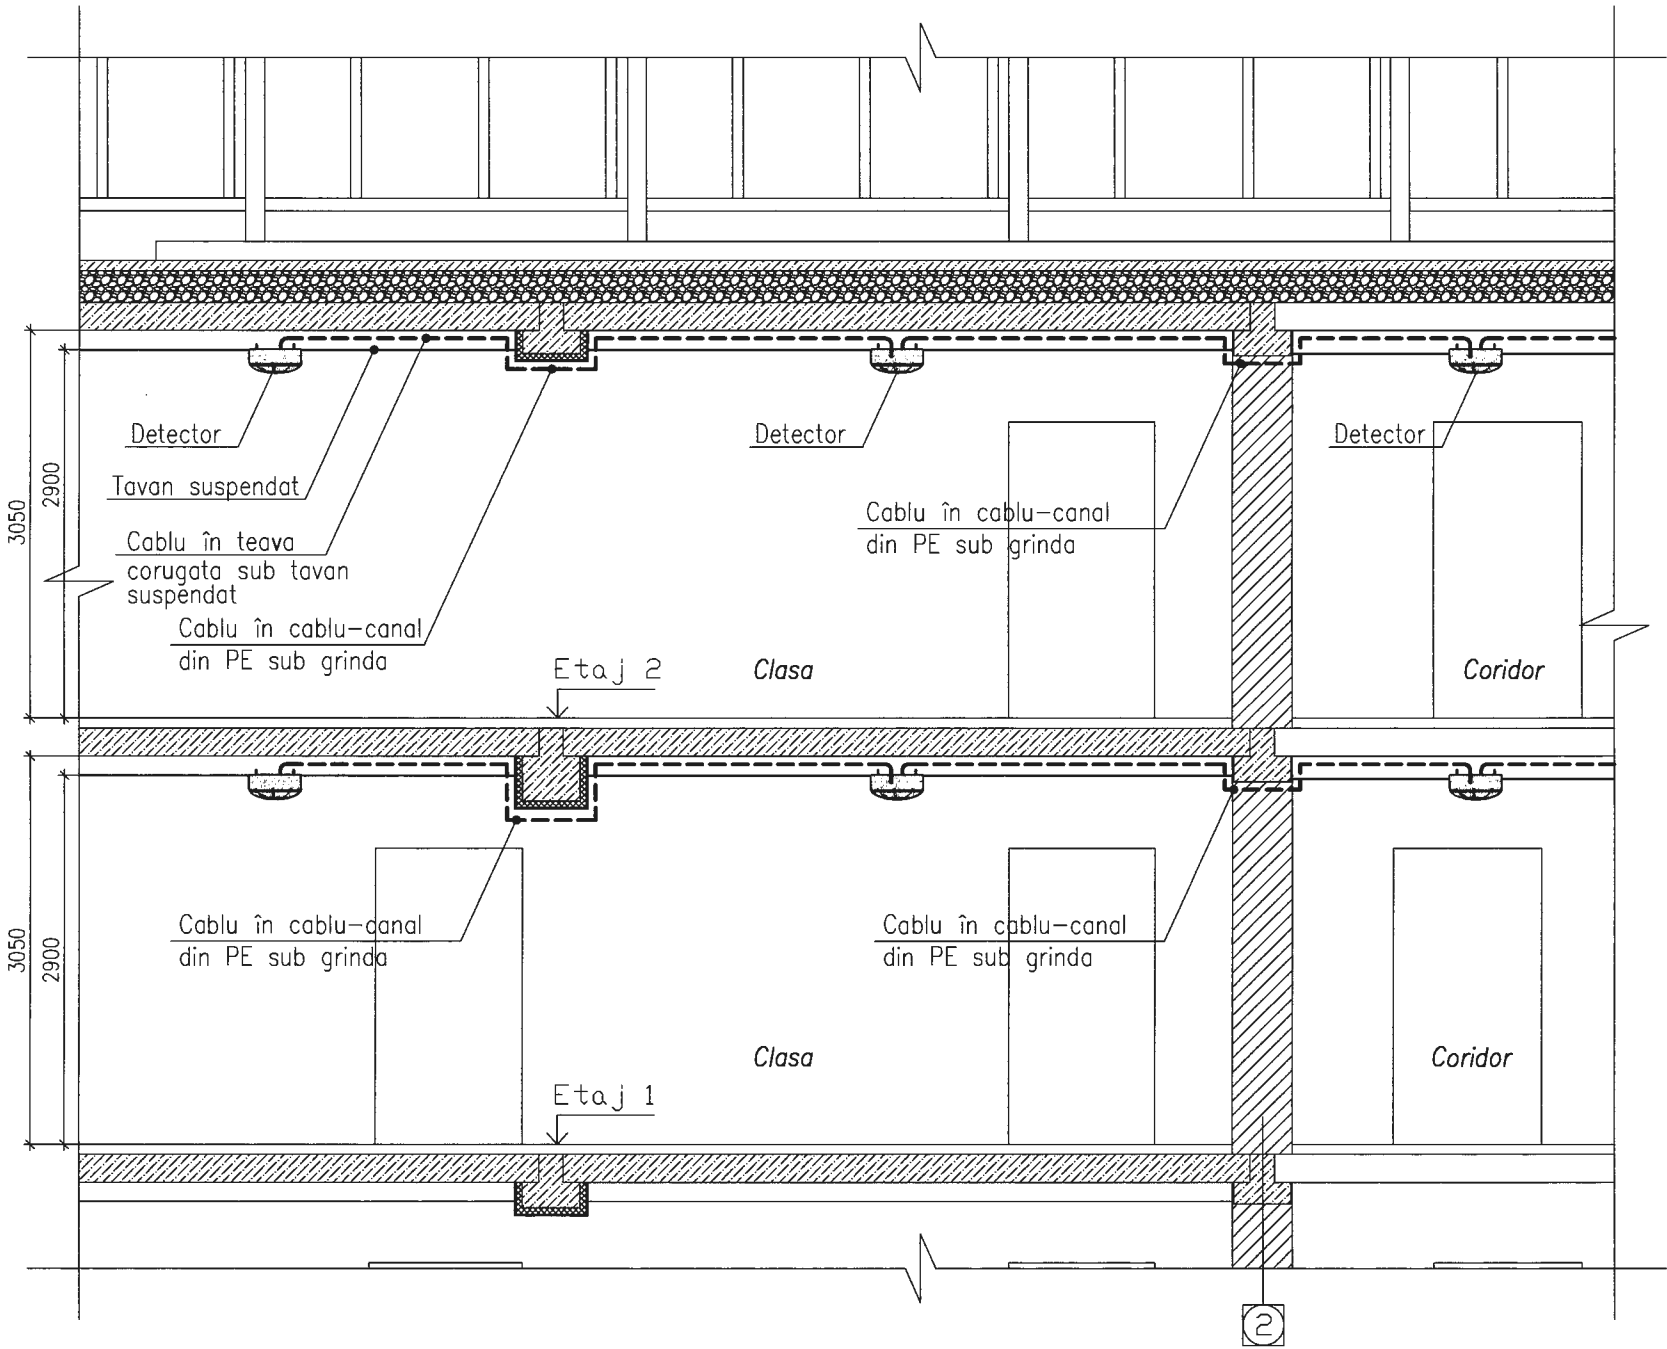 Detector
Detector
Detector
Tavan suspendat
Cablu în teava
corugata sub tavan
suspendat
Cablu în cablu-canal
din PE sub grinda
Cablu în cablu-canal
din PE sub grinda
3050
2900
Etaj 2
Clasa
Coridor
Cablu în cablu-canal
din PE sub grinda
Cablu în cablu-canal
din PE sub grinda
3050
2900
Clasa
Coridor
Etaj 1
2